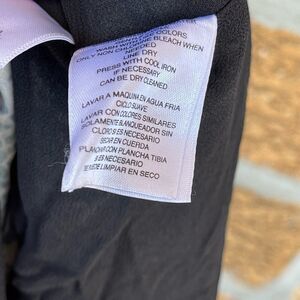 COLORS
WASH WITH BLEACH WHEN
ONLY NON NEEDED
LINE DRY
PRESS WITH COOL IRON
IF NECESSARY
CAN BE DRY CLEANED
LAVAR A MAQUINA EN AGUA FRIA
CICLO SUAVE
LAVAR CON COLORES SIMILARES
SOLAMENTE BLANQUEADOR SIN
CLORO SI ES NECESARIO
SECAR EN CUERDA
PLANCHAR CON PLANCHA TIBIA
SI ES NECESARIO
SE PUEDE LIMPIAR EN SECO